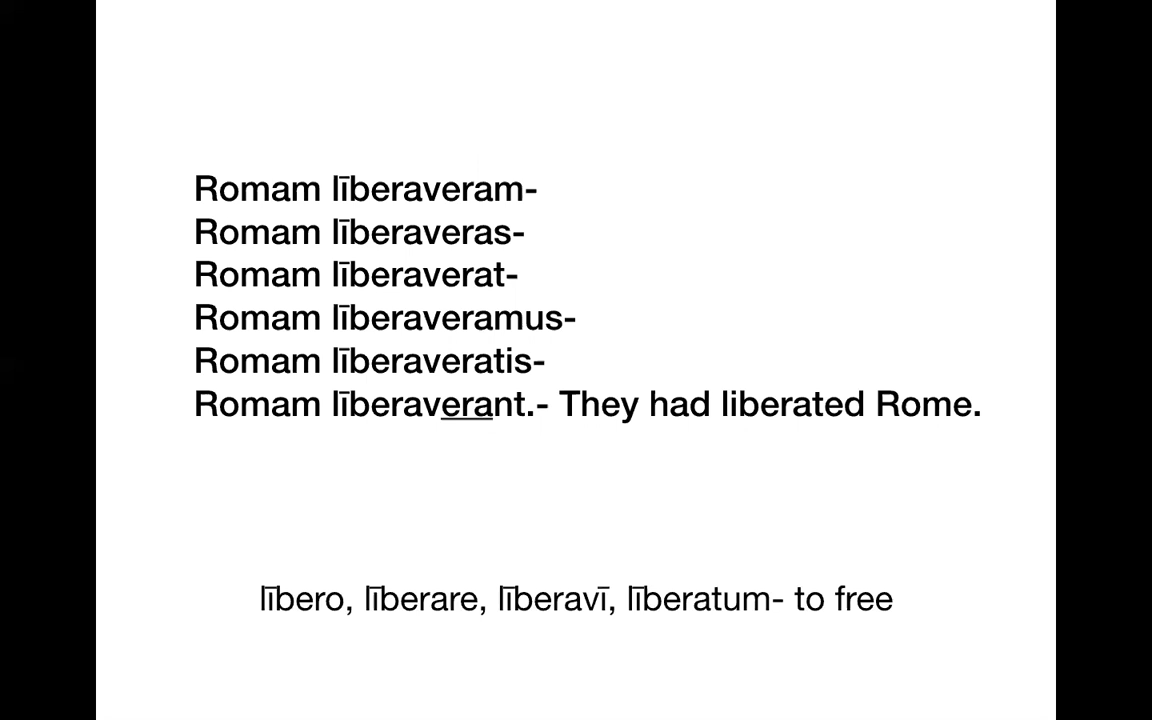 Romam līberaveram-
Romam līberaveras-
Romam līberaverat-
Romam līberaveramus-
Romam līberaveratis-
Romam līberaverant.- They had liberated Rome.
lībero, līberare, līberavī, līberatum- to free